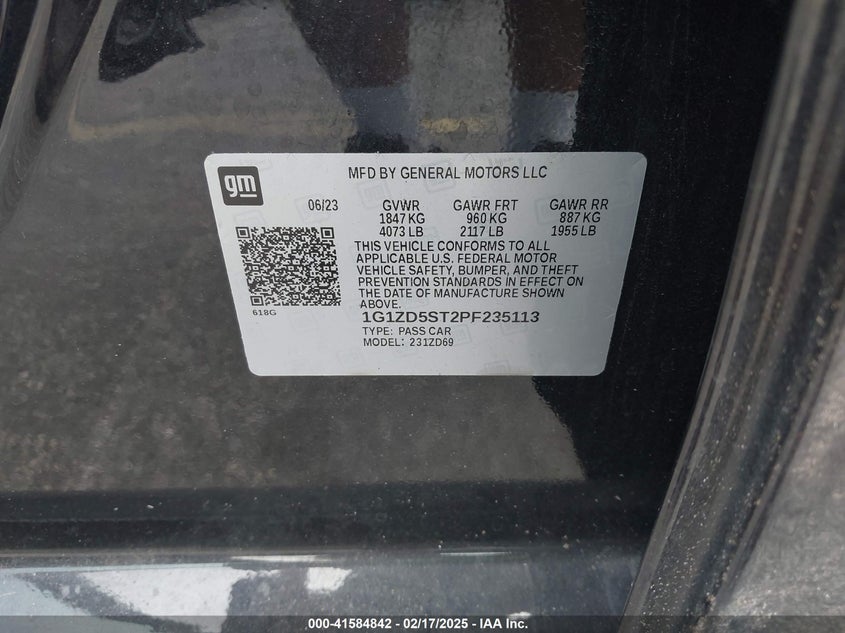 gm
MFD BY GENERAL MOTORS LLC
06/23 GVWR GAWR FRT GAWR RR
1847 KG 960 KG 887 KG
4073 LB 2117 LB 1955 LB
THIS VEHICLE CONFORMS TO ALL
APPLICABLE U.S. FEDERAL MOTOR
VEHICLE SAFETY, BUMPER, AND THEFT
PREVENTION STANDARDS IN EFFECT ON
THE DATE OF MANUFACTURE SHOWN
ABOVE.
618G
1G1ZD5ST2PF235113
TYPE: PASS CAR
MODEL: 231ZD69
000-41584842 - 02/17/2025 - IAA Inc.